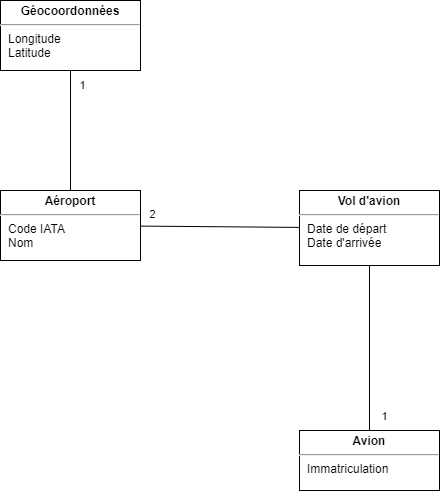 Géocoordonnées
Longitude
Latitude
1
Aéroport
Code IATA
Nom
2
Vol d'avion
Date de départ
Date d'arrivée
1
Avion
Immatriculation